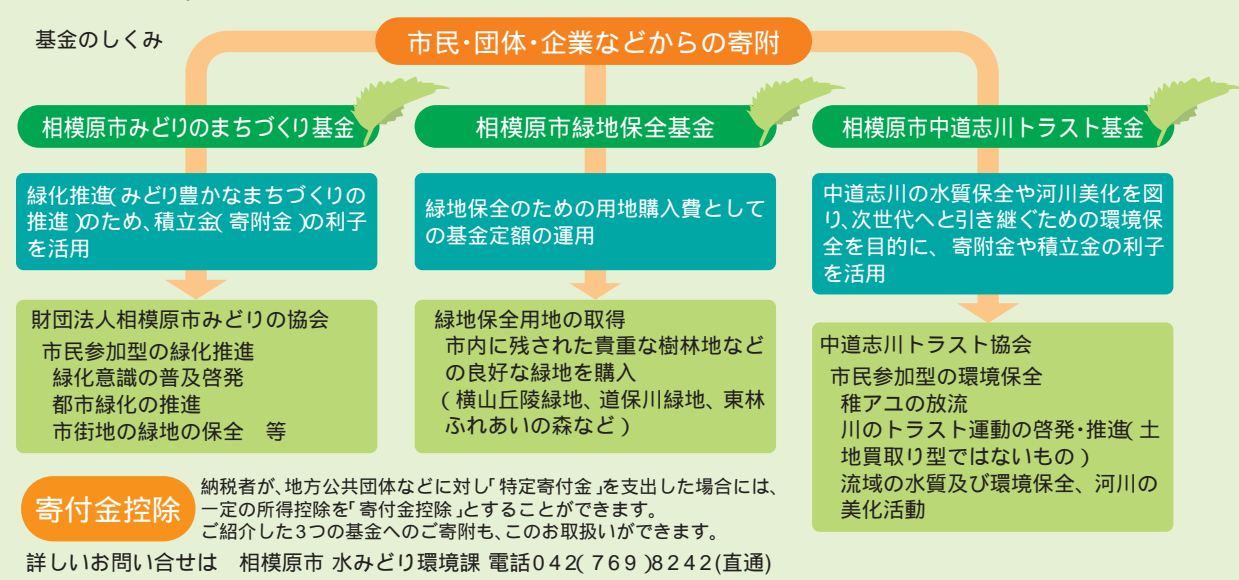 基金のしくみ
市民・団体・企業などからの寄附
相模原市みどりのまちづくり基金
緑化推進(みどり豊かなまちづくりの
推進)のため、積立金(寄附金)の利子
を活用
財団法人相模原市みどりの協会
市民参加型の緑化推進
緑化意識の普及啓発
都市緑化の推進
市街地の緑地の保全 等
相模原市緑地保全基金
緑地保全のための用地購入費として
の基金定額の運用
緑地保全用地の取得
市内に残された貴重な樹林地など
の良好な緑地を購入
(横山丘陵緑地、道保川緑地、東林
ふれあいの森など)
相模原市中道志川トラスト基金
中道志川の水質保全や河川美化を図
り、次世代へと引き継ぐための環境保
全を目的に、寄附金や積立金の利子
を活用
中道志川トラスト協会
市民参加型の環境保全
稚アユの放流
川のトラスト運動の啓発・推進(土
地買取り型ではないもの)
流域の水質及び環境保全、河川の
美化活動
寄付金控除
納税者が、地方公共団体などに対し「特定寄付金」を支出した場合には、
一定の所得控除を「寄付金控除」とすることができます。
ご紹介した3つの基金へのご寄附も、このお取扱いができます。
詳しいお問い合せは 相模原市 水みどり環境課 電話042(769)8242(直通)